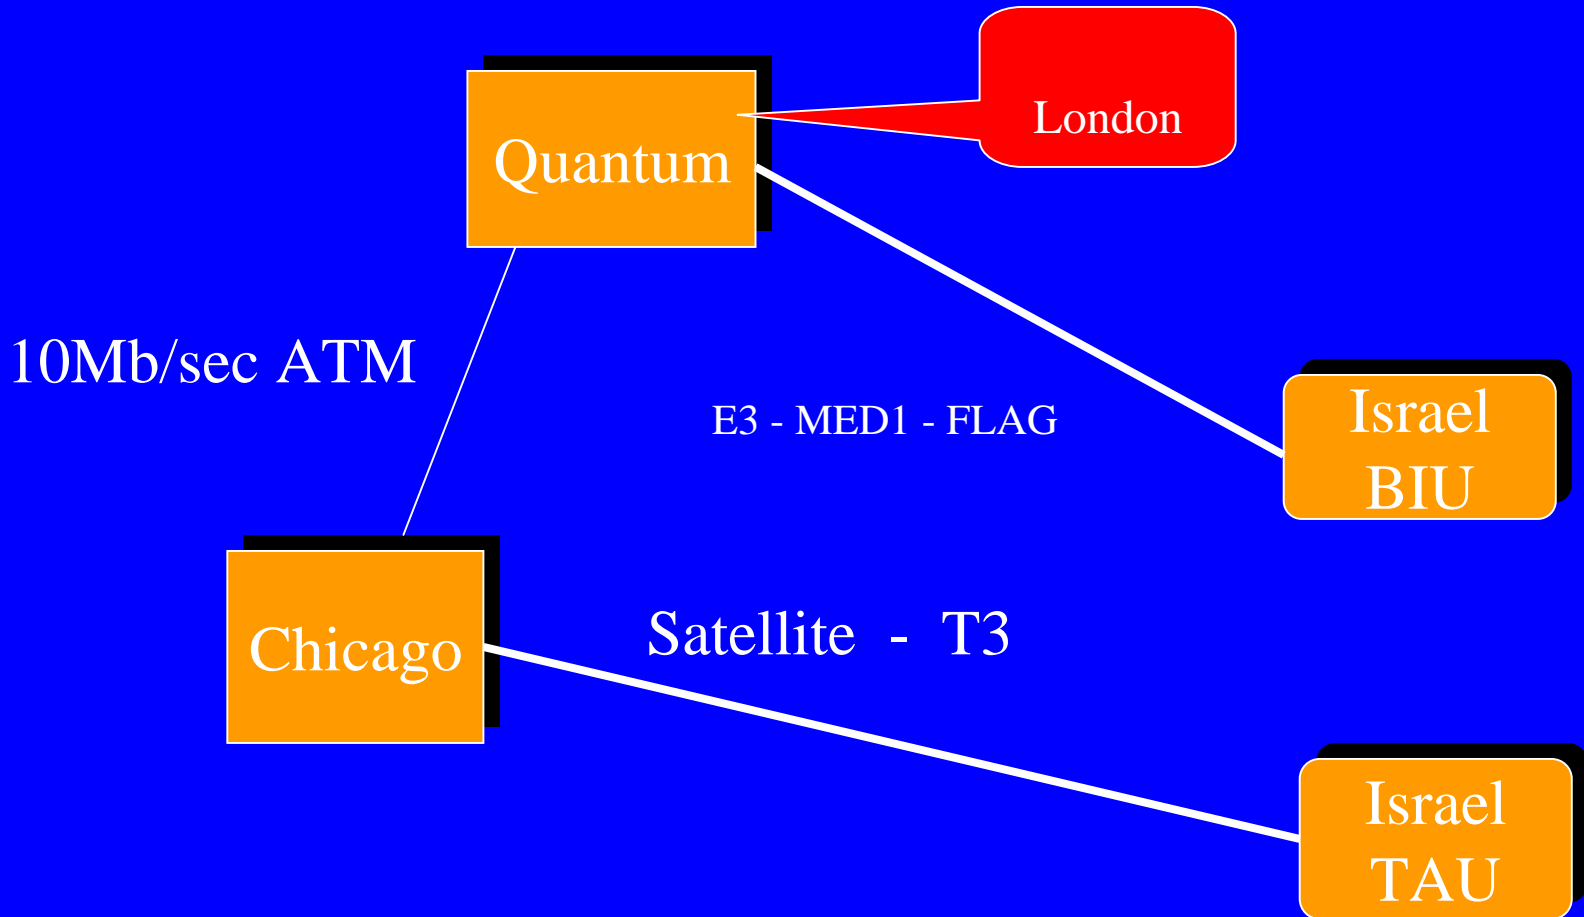 London
Quantum
10Mb/sec ATM
E3 - MED1 - FLAG
Israel
BIU
Chicago
Satellite - T3
Israel
TAU